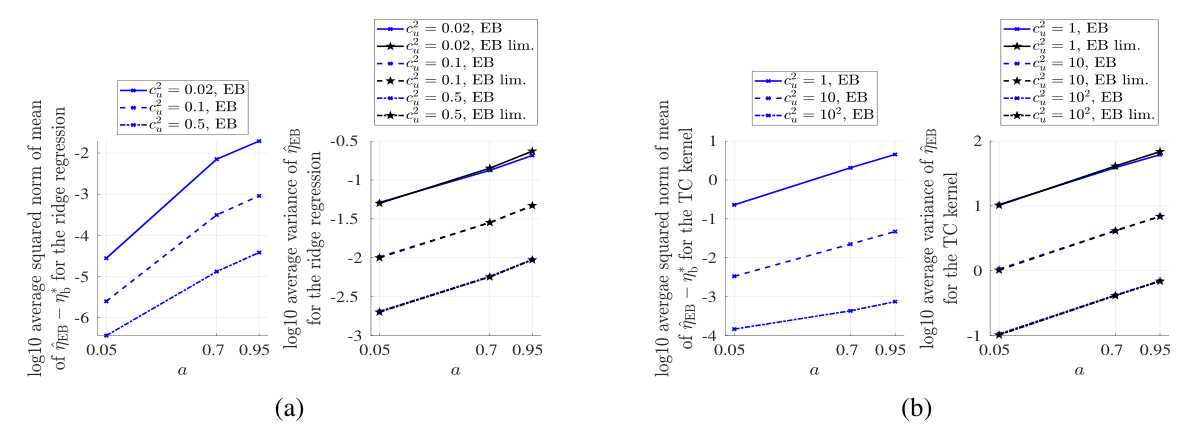 c_u^2 = 0.02, EB
c_u^2 = 0.1, EB
c_u^2 = 0.5, EB
log10 average squared norm of mean
of η̂_EB − η_b^* for the ridge regression
-2
-3
-4
-5
-6
0.05
0.7
0.95
a
c_u^2 = 0.02, EB
c_u^2 = 0.02, EB lim.
c_u^2 = 0.1, EB
c_u^2 = 0.1, EB lim.
c_u^2 = 0.5, EB
c_u^2 = 0.5, EB lim.
log10 average variance of η̂_EB
for the ridge regression
-0.5
-1
-1.5
-2
-2.5
-3
0.05
0.7
0.95
a
(a)
c_u^2 = 1, EB
c_u^2 = 10, EB
c_u^2 = 10^2, EB
log10 avergae squared norm of mean
of η̂_EB − η_b^* for the TC kernel
1
0
-1
-2
-3
-4
0.05
0.7
0.95
a
c_u^2 = 1, EB
c_u^2 = 1, EB lim.
c_u^2 = 10, EB
c_u^2 = 10, EB lim.
c_u^2 = 10^2, EB
c_u^2 = 10^2, EB lim.
log10 average variance of η̂_EB
for the TC kernel
2
1
0
-1
0.05
0.7
0.95
a
(b)